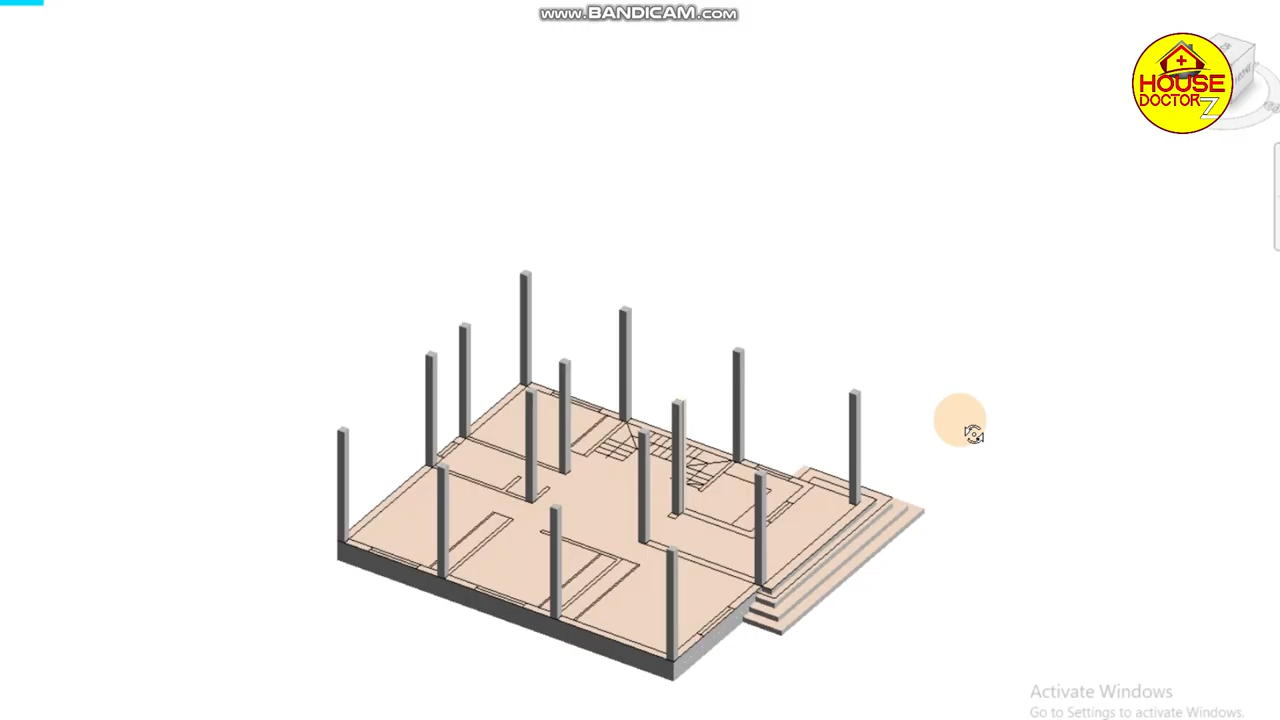 www.BANDICAM.com
HOUSE
DOCTOR
Z
Activate Windows
Go to Settings to activate Windows.